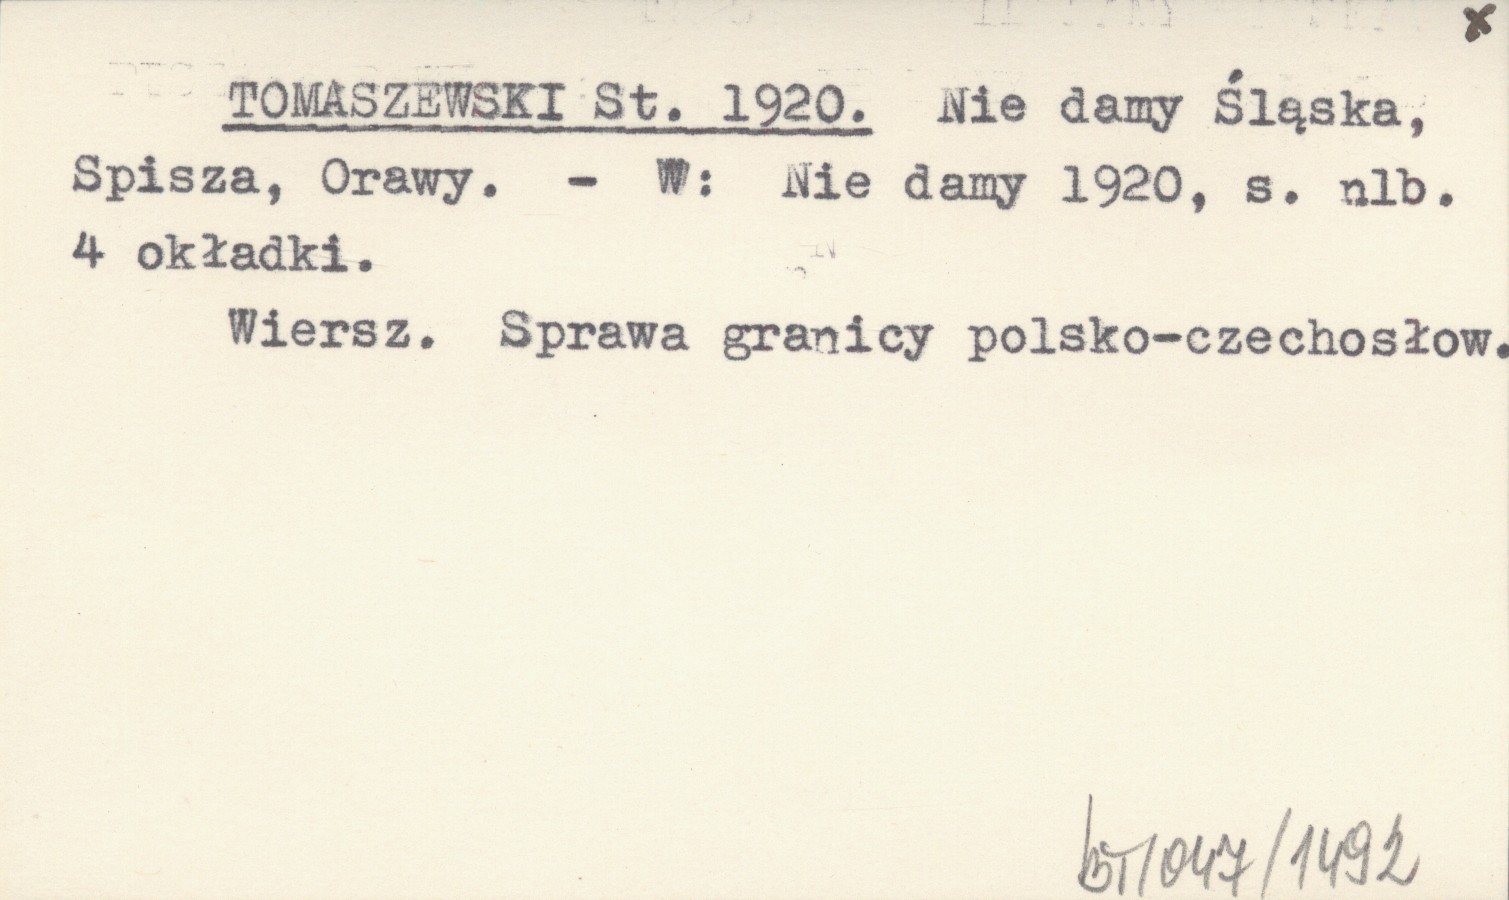 x
TOMASZEWSKI St. 1920. Nie damy Śląska,
Spisza, Orawy. - W: Nie damy 1920, s. nlb.
4 okładki.
Wiersz. Sprawa granicy polsko-czechosłow.
/047/1492